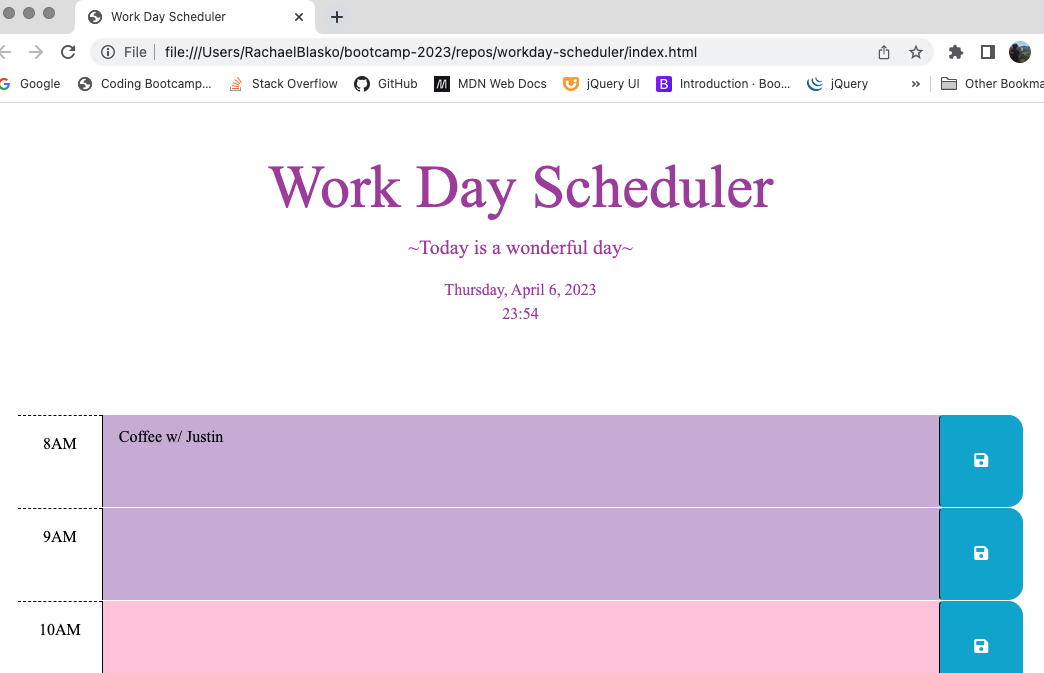 Work Day Scheduler
File file:///Users/RachaelBlasko/bootcamp-2023/repos/workday-scheduler/index.html
Google Coding Bootcamp... Stack Overflow GitHub M MDN Web Docs jQuery UI B Introduction · Boo... jQuery » Other Bookma
Work Day Scheduler
~Today is a wonderful day~
Thursday, April 6, 2023
23:54
8AM Coffee w/ Justin
9AM
10AM